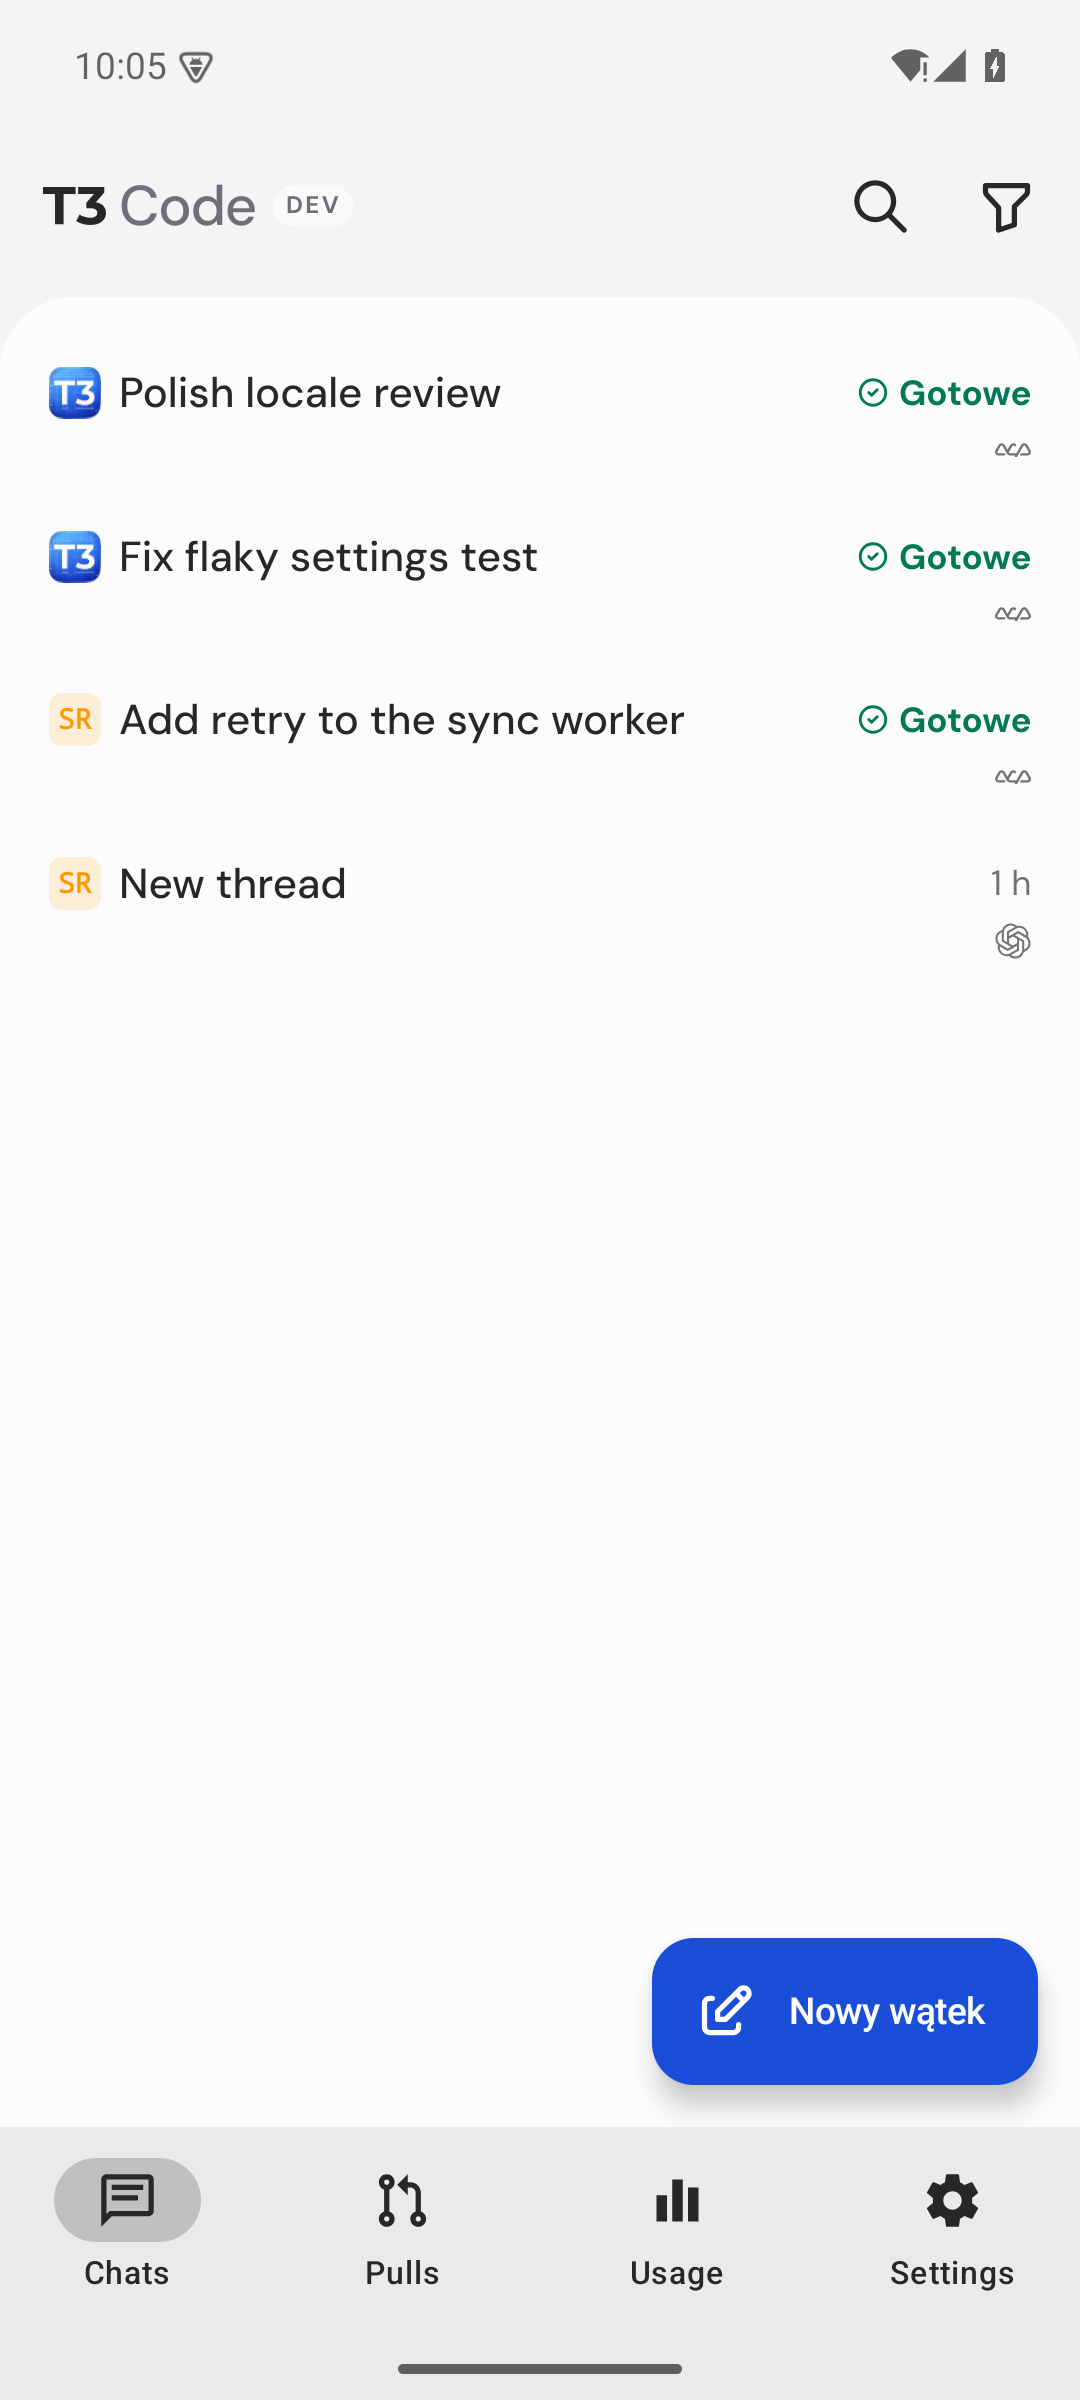 10:05
T3 Code DEV
T3 Polish locale review Gotowe
T3 Fix flaky settings test Gotowe
SR Add retry to the sync worker Gotowe
SR New thread 1 h
Nowy wątek
Chats Pulls Usage Settings